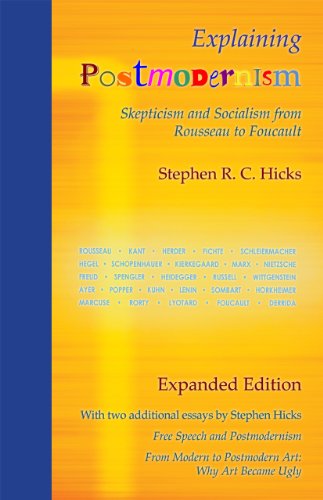 Explaining
Postmodernism
Skepticism and Socialism from
Rousseau to Foucault
Stephen R. C. Hicks
ROUSSEAU • KANT • HERDER • FICHTE • SCHLEIERMACHER
HEGEL • SCHOPENHAUER • KIERKEGAARD • MARX • NIETZSCHE
FREUD • SPENGLER • HEIDEGGER • RUSSELL • WITTGENSTEIN
AYER • POPPER • KUHN • LENIN • SOMBART • HORKHEIMER
MARCUSE • RORTY • LYOTARD • FOUCAULT • DERRIDA
Expanded Edition
With two additional essays by Stephen Hicks
Free Speech and Postmodernism
From Modern to Postmodern Art:
Why Art Became Ugly